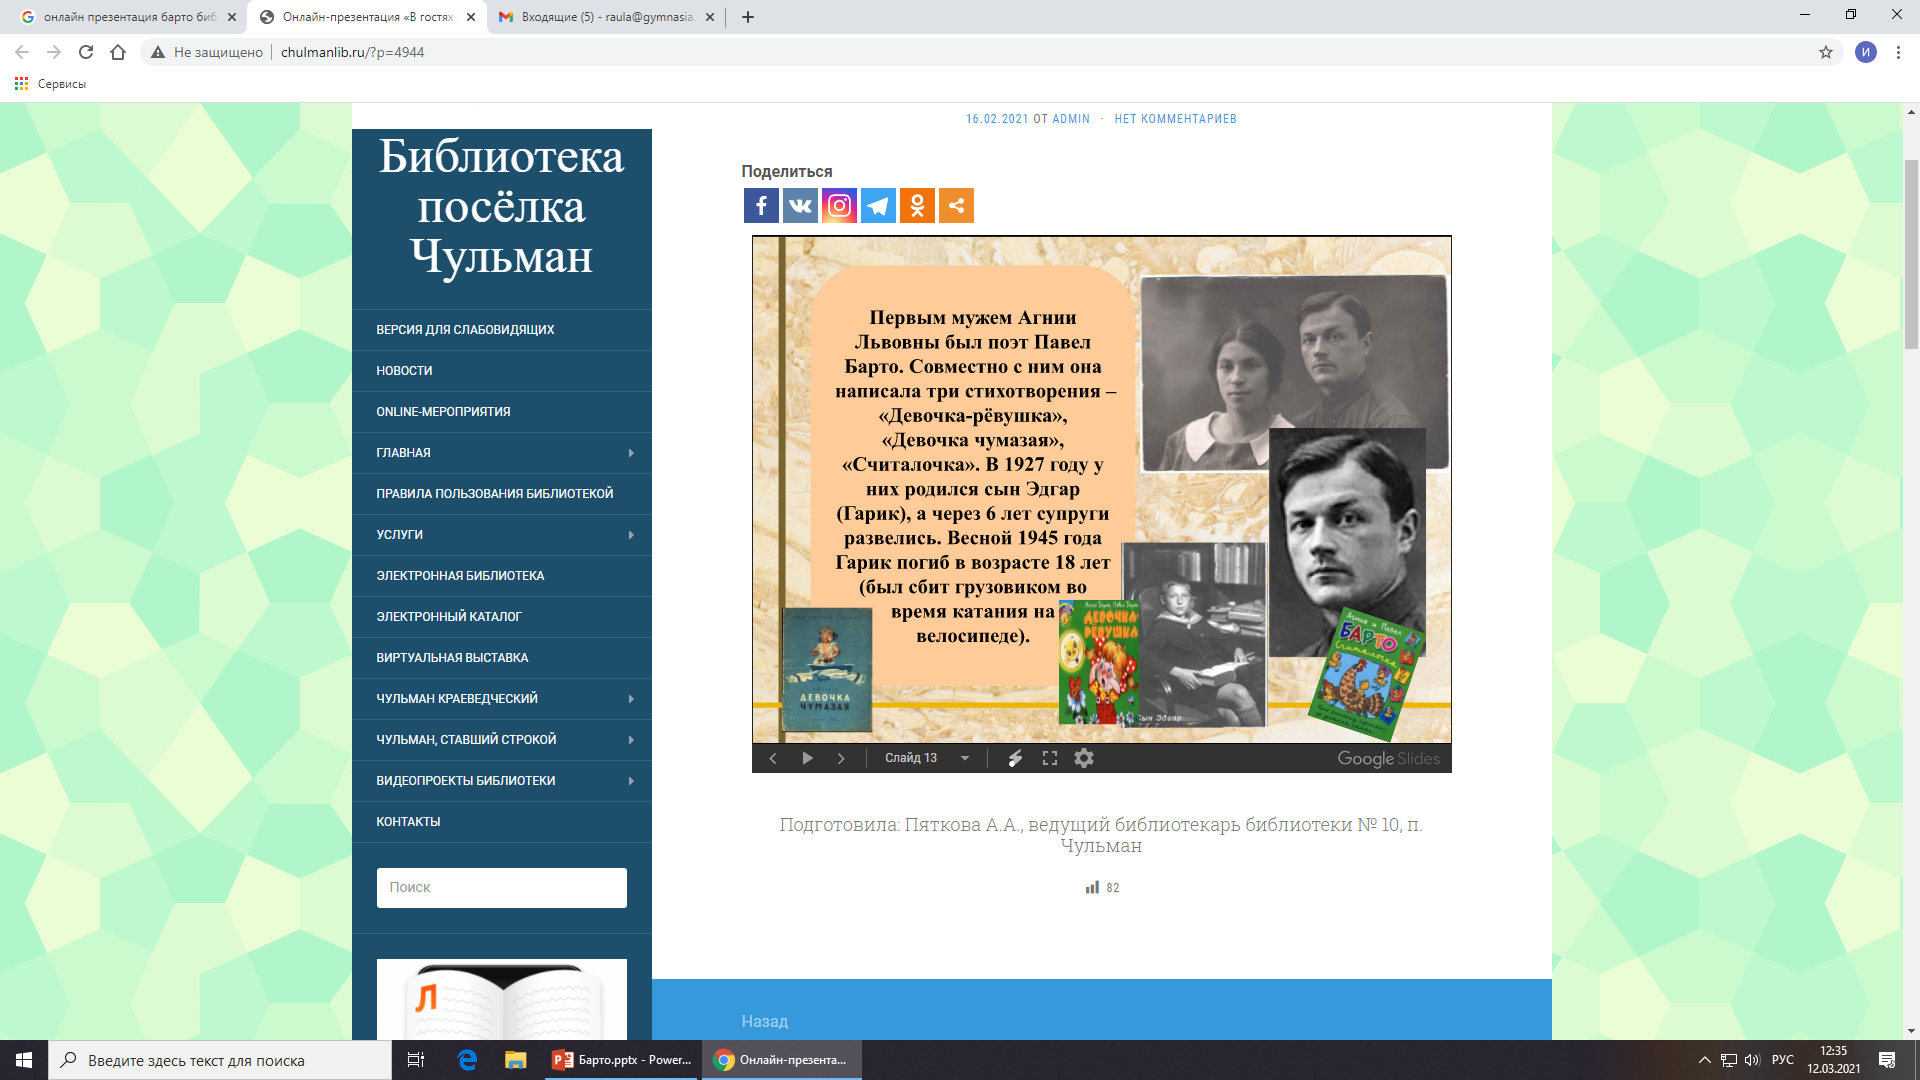 онлайн презентация барто биб
Онлайн-презентация «В гостях
Входящие (5) - raula@gymnasia
Не защищено
chulmanlib.ru/?p=4944
И
Сервисы
Библиотека
посёлка
Чульман
ВЕРСИЯ ДЛЯ СЛАБОВИДЯЩИХ
НОВОСТИ
ONLINE-МЕРОПРИЯТИЯ
ГЛАВНАЯ
ПРАВИЛА ПОЛЬЗОВАНИЯ БИБЛИОТЕКОЙ
УСЛУГИ
ЭЛЕКТРОННАЯ БИБЛИОТЕКА
ЭЛЕКТРОННЫЙ КАТАЛОГ
ВИРТУАЛЬНАЯ ВЫСТАВКА
ЧУЛЬМАН КРАЕВЕДЧЕСКИЙ
ЧУЛЬМАН, СТАВШИЙ СТРОКОЙ
ВИДЕОПРОЕКТЫ БИБЛИОТЕКИ
КОНТАКТЫ
Поиск
Л
16.02.2021 ОТ ADMIN · НЕТ КОММЕНТАРИЕВ
Поделиться
Первым мужем Агнии
Львовны был поэт Павел
Барто. Совместно с ним она
написала три стихотворения –
«Девочка-рёвушка»,
«Девочка чумазая»,
«Считалочка». В 1927 году у
них родился сын Эдгар
(Гарик), а через 6 лет супруги
развелись. Весной 1945 года
Гарик погиб в возрасте 18 лет
(был сбит грузовиком во
время катания на
велосипеде).
ДЕВОЧКА
ЧУМАЗАЯ
ДЕВОЧКА-
РЁВУШКА
Сын Эдгар
Агния и Павел
БАРТО
Считалочка
Слайд 13
Google Slides
Подготовила: Пяткова А.А., ведущий библиотекарь библиотеки № 10, п.
Чульман
82
Назад
Введите здесь текст для поиска
Барто.pptx - Power...
Онлайн-презента...
РУС
12:35
12.03.2021